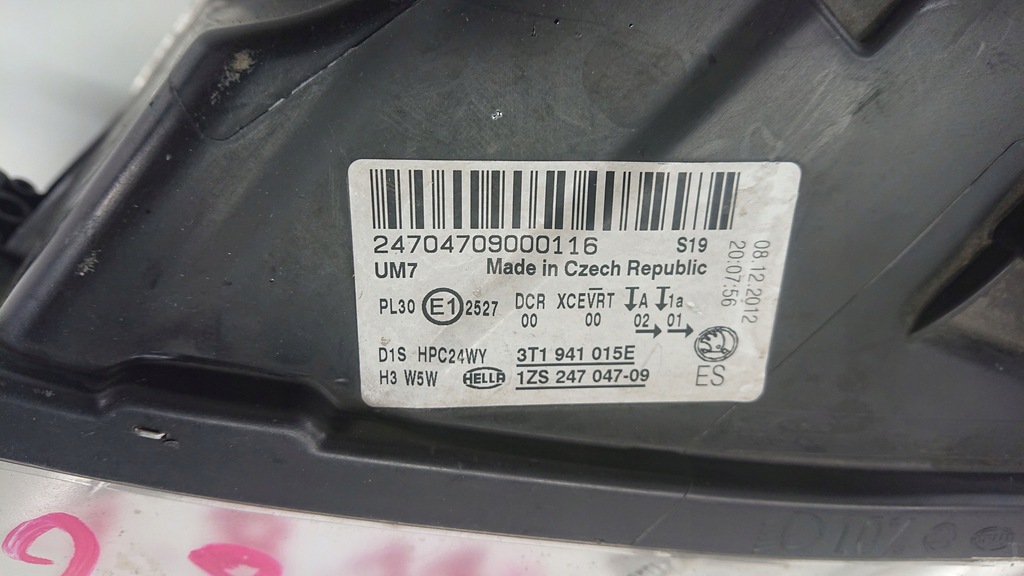 24704709000116 S19
UM7 Made in Czech Republic
PL30 E1 2527 DCR XCEVRT A 1a
00 00 02 01
D1S HPC24WY 3T1 941 015E
H3 W5W HELLA 1ZS 247 047-09
ES
08.12.2012
20:07:56